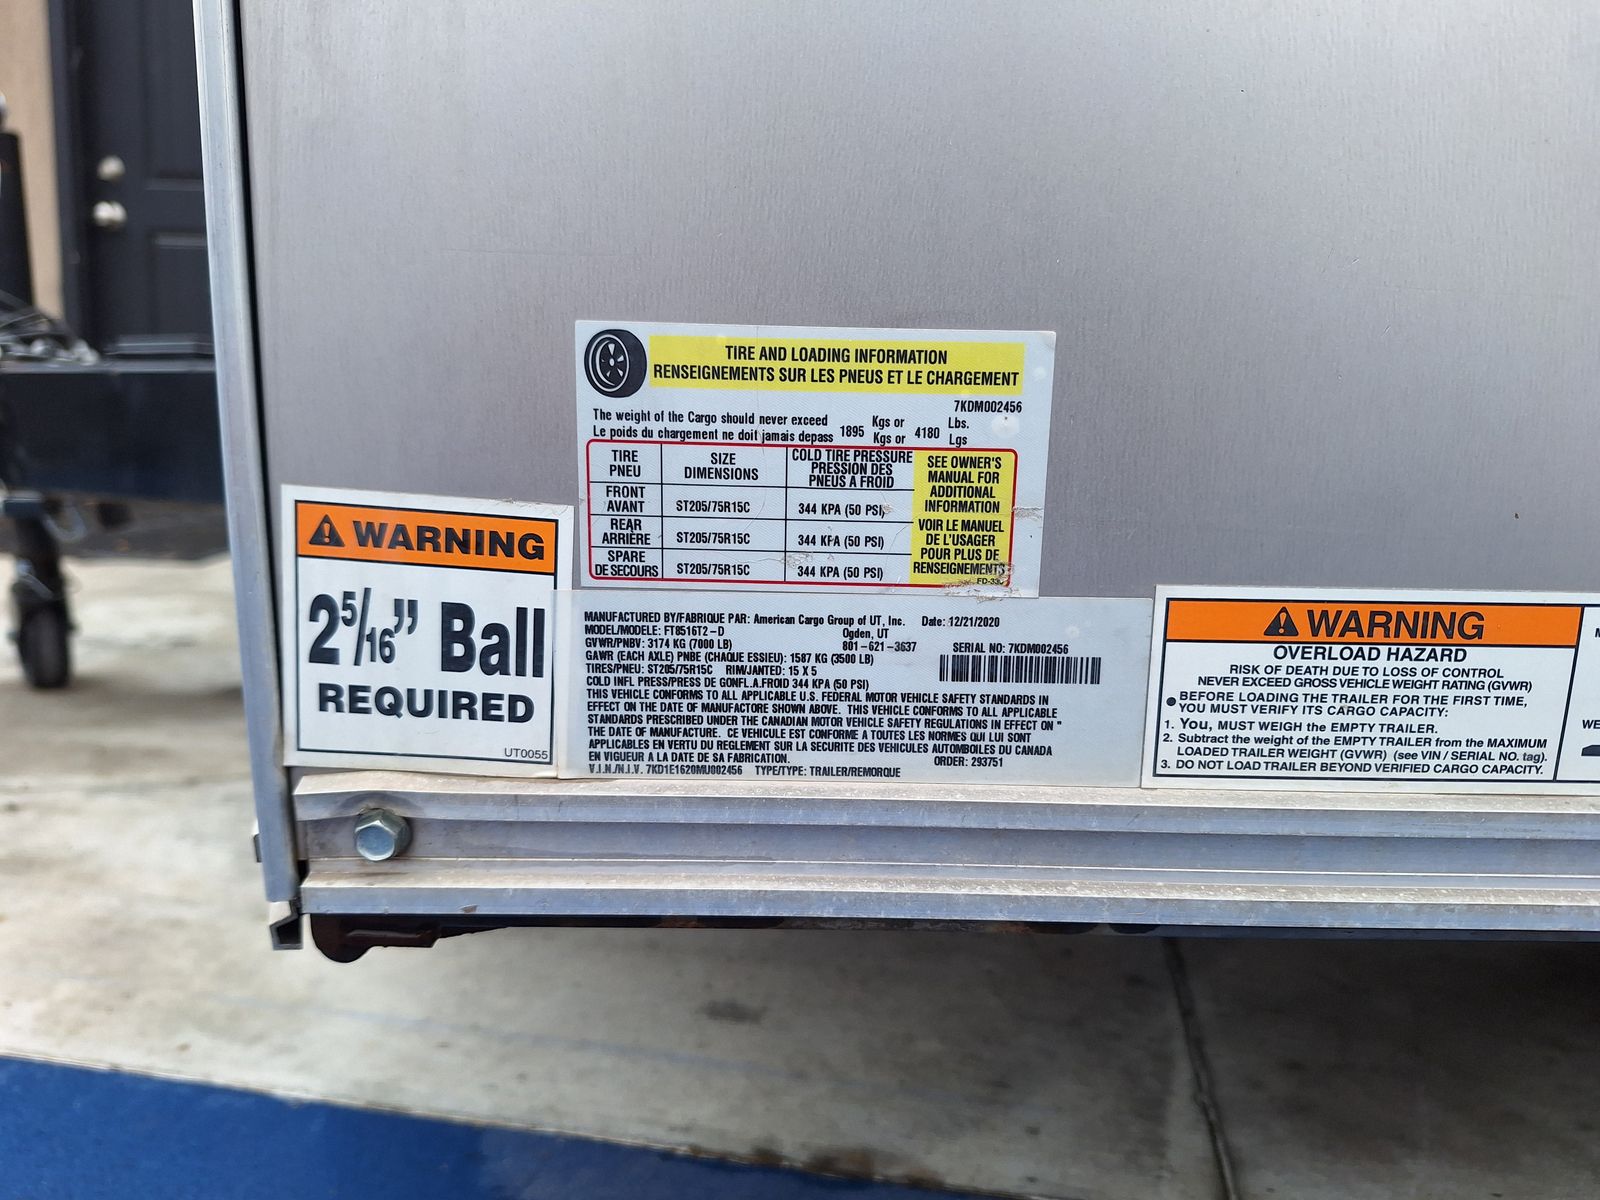 TIRE AND LOADING INFORMATION
RENSEIGNEMENTS SUR LES PNEUS ET LE CHARGEMENT
7KDM002456
The weight of the Cargo should never exceed Kgs or Lbs.
Le poids du chargement ne doit jamais depass 1895 Kgs or 4180 Lgs
TIRE SIZE COLD TIRE PRESSURE
PNEU DIMENSIONS PRESSION DES
PNEUS A FROID
FRONT
AVANT ST205/75R15C 344 KPA (50 PSI)
REAR
ARRIÈRE ST205/75R15C 344 KPA (50 PSI)
SPARE
DE SECOURS ST205/75R15C 344 KPA (50 PSI)
SEE OWNER'S
MANUAL FOR
ADDITIONAL
INFORMATION
VOIR LE MANUEL
DE L'USAGER
POUR PLUS DE
RENSEIGNEMENTS
WARNING
2 5/16" Ball
REQUIRED
UT0055
MANUFACTURED BY/FABRIQUE PAR: American Cargo Group of UT, Inc. Date: 12/21/2020
MODEL/MODELE: FT8516T2-D Ogden, UT
GVWR/PNBV: 3174 KG (7000 LB) 801-621-3637 SERIAL NO: 7KDM002456
GAWR (EACH AXLE) PNBE (CHAQUE ESSIEU): 1587 KG (3500 LB)
TIRES/PNEU: ST205/75R15C RIM/JANTED: 15 X 5
COLD INFL PRESS/PRESS DE GONFL.A.FROID 344 KPA (50 PSI)
THIS VEHICLE CONFORMS TO ALL APPLICABLE U.S. FEDERAL MOTOR VEHICLE SAFETY STANDARDS IN
EFFECT ON THE DATE OF MANUFACTORE SHOWN ABOVE. THIS VEHICLE CONFORMS TO ALL APPLICABLE
STANDARDS PRESCRIBED UNDER THE CANADIAN MOTOR VEHICLE SAFETY REGULATIONS IN EFFECT ON "
THE DATE OF MANUFACTURE. CE VEHICULE EST CONFORME A TOUTES LES NORMES QUI LUI SONT
APPLICABLES EN VERTU DU REGLEMENT SUR LA SECURITE DES VEHICULES AUTOMBOILES DU CANADA
EN VIGUEUR A LA DATE DE SA FABRICATION. ORDER: 293751
V.I.N./N.I.V. 7KD1E1620MU002456 TYPE/TYPE: TRAILER/REMORQUE
WARNING
OVERLOAD HAZARD
RISK OF DEATH DUE TO LOSS OF CONTROL
NEVER EXCEED GROSS VEHICLE WEIGHT RATING (GVWR)
● BEFORE LOADING THE TRAILER FOR THE FIRST TIME,
YOU MUST VERIFY ITS CARGO CAPACITY:
1. You, MUST WEIGH the EMPTY TRAILER.
2. Subtract the weight of the EMPTY TRAILER from the MAXIMUM
LOADED TRAILER WEIGHT (GVWR) (see VIN / SERIAL NO. tag).
3. DO NOT LOAD TRAILER BEYOND VERIFIED CARGO CAPACITY.